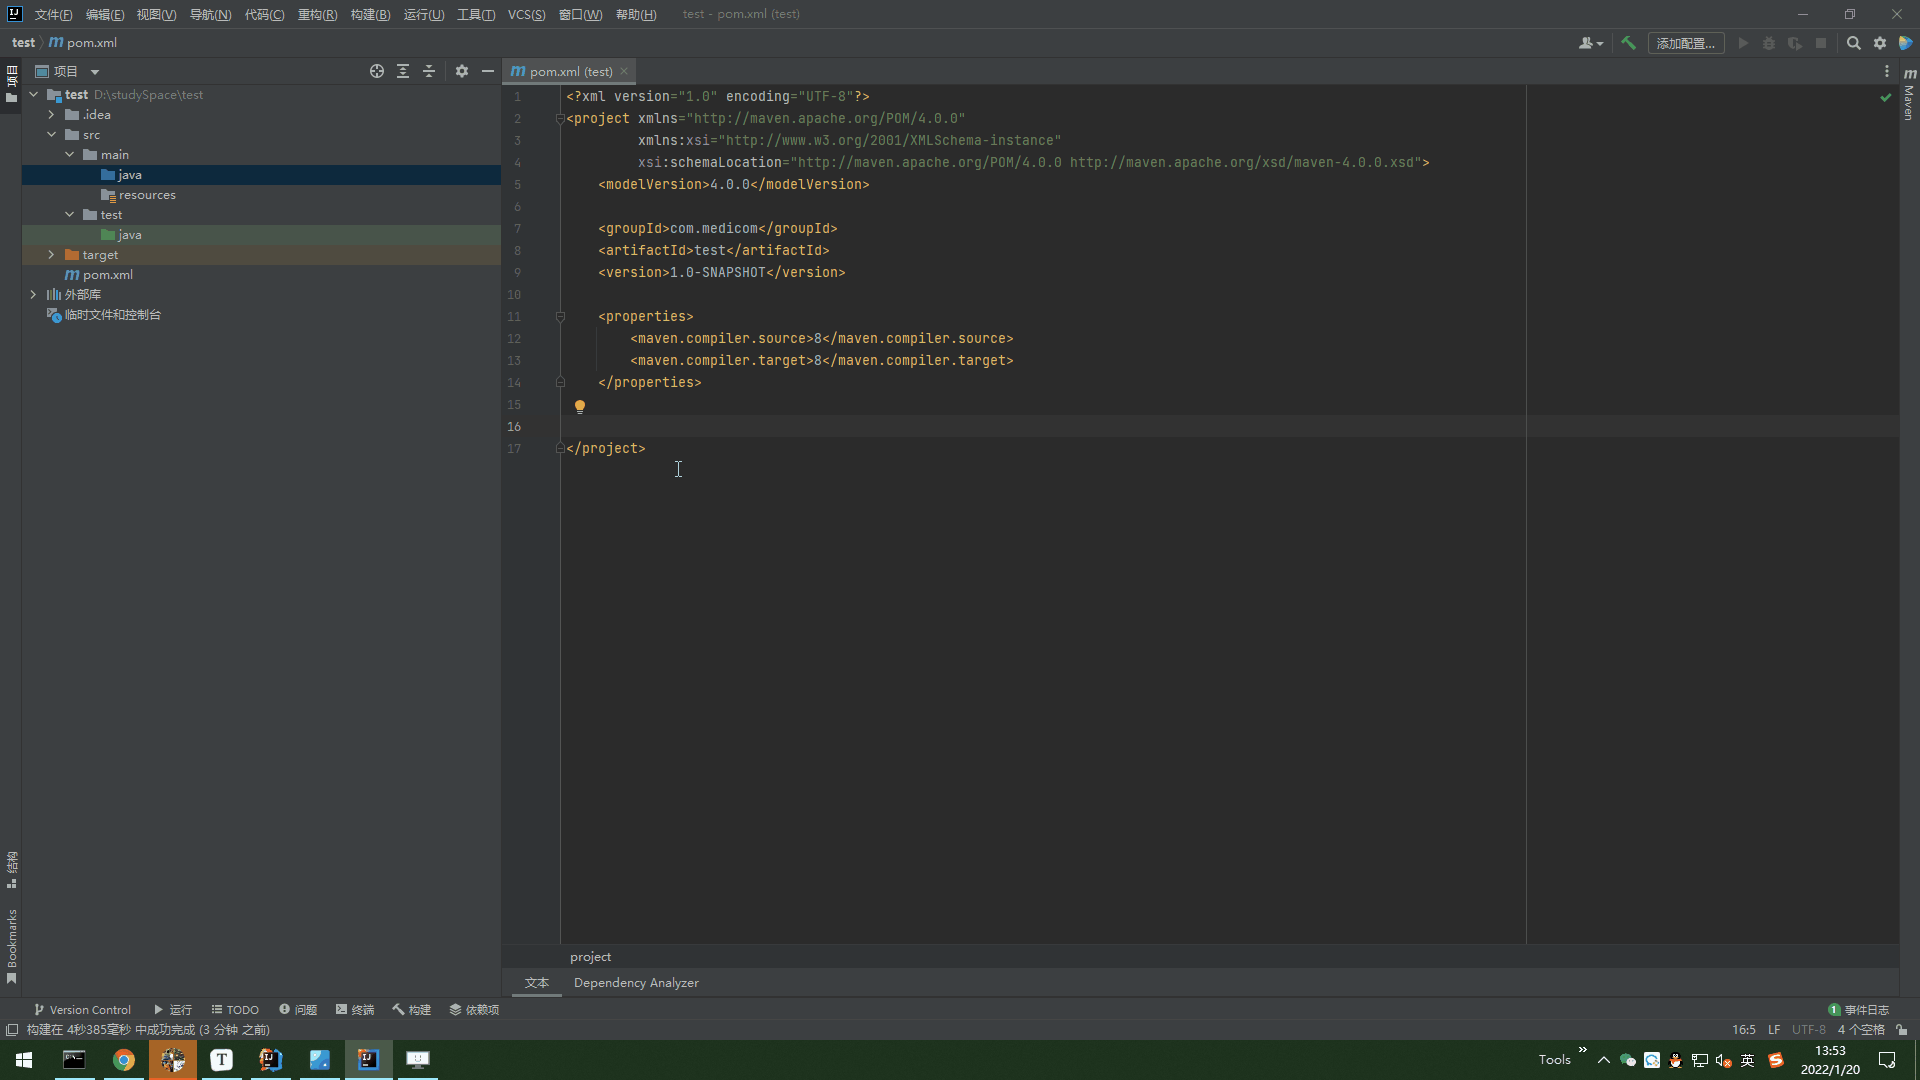 文件(F) 编辑(E) 视图(V) 导航(N) 代码(C) 重构(R) 构建(B) 运行(U) 工具(T) VCS(S) 窗口(W) 帮助(H) test - pom.xml (test)
test m pom.xml
添加配置...
项目
项目
m pom.xml (test)
m
Maven
test D:\studySpace\test
.idea
src
main
java
resources
test
java
target
m pom.xml
外部库
临时文件和控制台
1 <?xml version="1.0" encoding="UTF-8"?>
2 <project xmlns="http://maven.apache.org/POM/4.0.0"
3 xmlns:xsi="http://www.w3.org/2001/XMLSchema-instance"
4 xsi:schemaLocation="http://maven.apache.org/POM/4.0.0 http://maven.apache.org/xsd/maven-4.0.0.xsd">
5 <modelVersion>4.0.0</modelVersion>
6
7 <groupId>com.medicom</groupId>
8 <artifactId>test</artifactId>
9 <version>1.0-SNAPSHOT</version>
10
11 <properties>
12 <maven.compiler.source>8</maven.compiler.source>
13 <maven.compiler.target>8</maven.compiler.target>
14 </properties>
15
16
17 </project>
结构
Bookmarks
project
文本 Dependency Analyzer
Version Control 运行 TODO 问题 终端 构建 依赖项 1 事件日志
构建在 4秒385毫秒 中成功完成 (3 分钟 之前) 16:5 LF UTF-8 4 个空格
Tools 英 13:53
2022/1/20